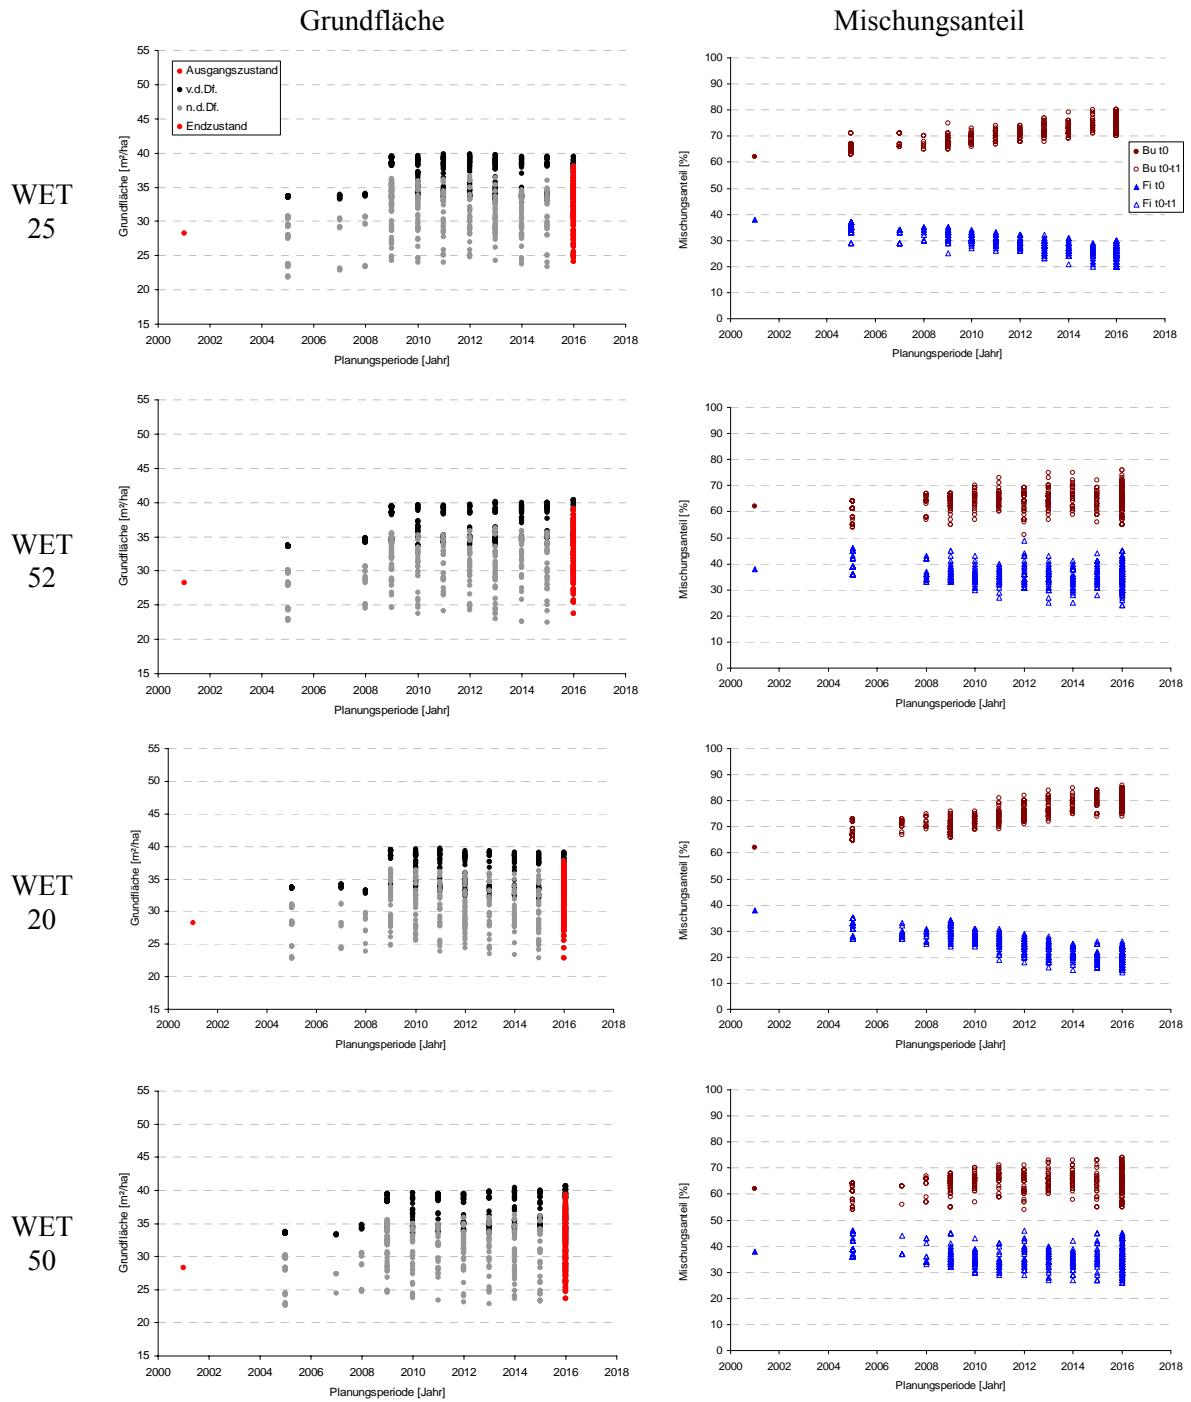 Grundfläche
Mischungsanteil
WET
25
55
50
45
40
35
30
25
20
15
Grundfläche [m²/ha]
Ausgangszustand
v.d.Df.
n.d.Df.
Endzustand
2000 2002 2004 2006 2008 2010 2012 2014 2016 2018
Planungsperiode [Jahr]
100
90
80
70
60
50
40
30
20
10
0
Mischungsanteil [%]
Bu t0
Bu t0-t1
Fi t0
Fi t0-t1
2000 2002 2004 2006 2008 2010 2012 2014 2016 2018
Planungsperiode [Jahr]
WET
52
55
50
45
40
35
30
25
20
15
Grundfläche [m²/ha]
2000 2002 2004 2006 2008 2010 2012 2014 2016 2018
Planungsperiode [Jahr]
100
90
80
70
60
50
40
30
20
10
0
Mischungsanteil [%]
2000 2002 2004 2006 2008 2010 2012 2014 2016 2018
Planungsperiode [Jahr]
WET
20
55
50
45
40
35
30
25
20
15
Grundfläche [m²/ha]
2000 2002 2004 2006 2008 2010 2012 2014 2016 2018
Planungsperiode [Jahr]
100
90
80
70
60
50
40
30
20
10
0
Mischungsanteil [%]
2000 2002 2004 2006 2008 2010 2012 2014 2016 2018
Planungsperiode [Jahr]
WET
50
55
50
45
40
35
30
25
20
15
Grundfläche [m²/ha]
2000 2002 2004 2006 2008 2010 2012 2014 2016 2018
Planungsperiode [Jahr]
100
90
80
70
60
50
40
30
20
10
0
Mischungsanteil [%]
2000 2002 2004 2006 2008 2010 2012 2014 2016 2018
Planungsperiode [Jahr]